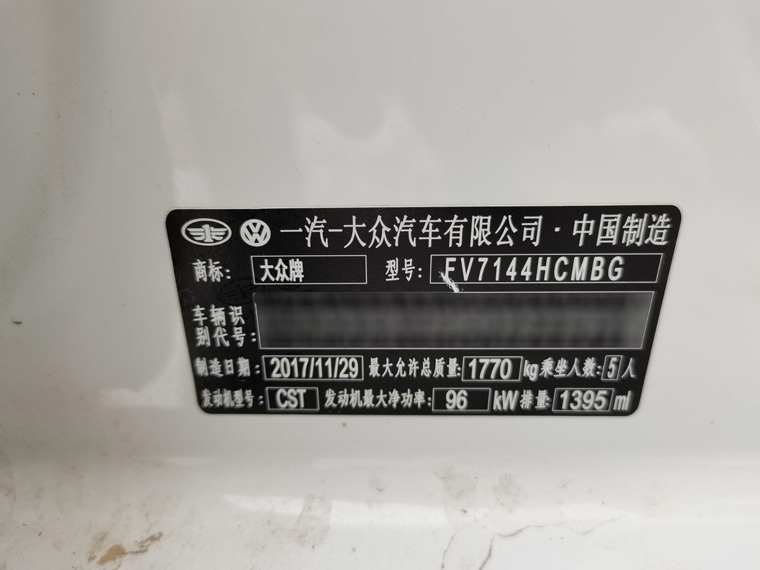 一汽-大众汽车有限公司·中国制造
商标: 大众牌 型号: FV7144HCMBG
车辆识
别代号:
制造日期: 2017/11/29 最大允许总质量: 1770 kg 乘坐人数: 5 人
发动机型号: CST 发动机最大净功率: 96 kW 排量: 1395 ml